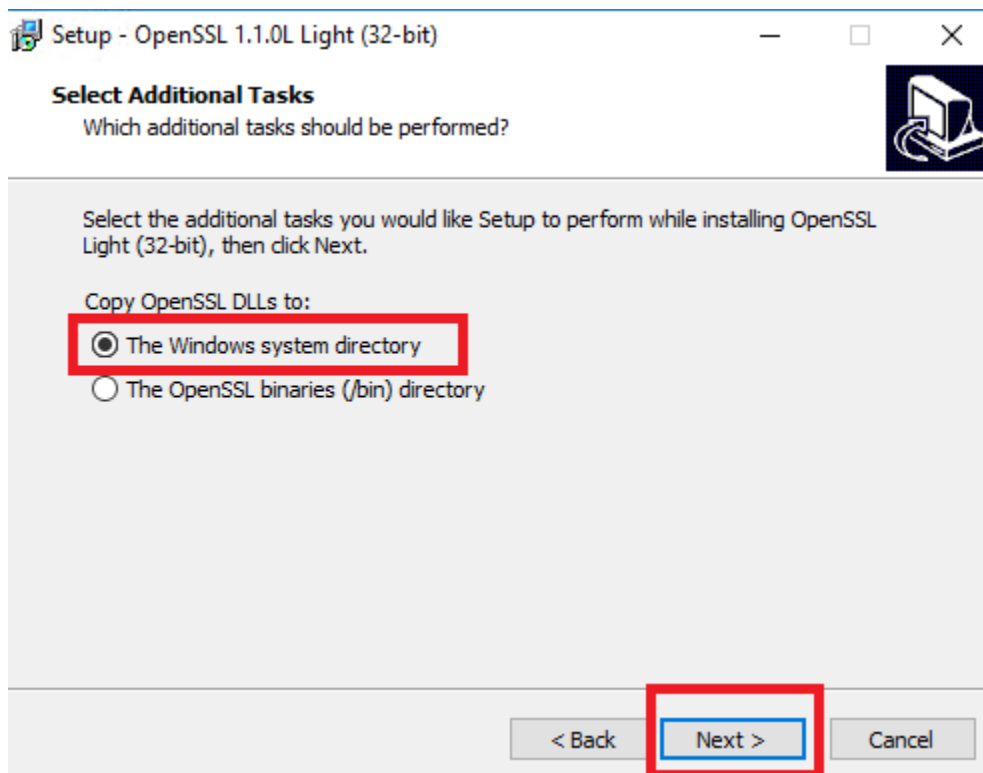 Setup - OpenSSL 1.1.0L Light (32-bit)
Select Additional Tasks
Which additional tasks should be performed?
Select the additional tasks you would like Setup to perform while installing OpenSSL
Light (32-bit), then click Next.
Copy OpenSSL DLLs to:
The Windows system directory
The OpenSSL binaries (/bin) directory
< Back
Next >
Cancel